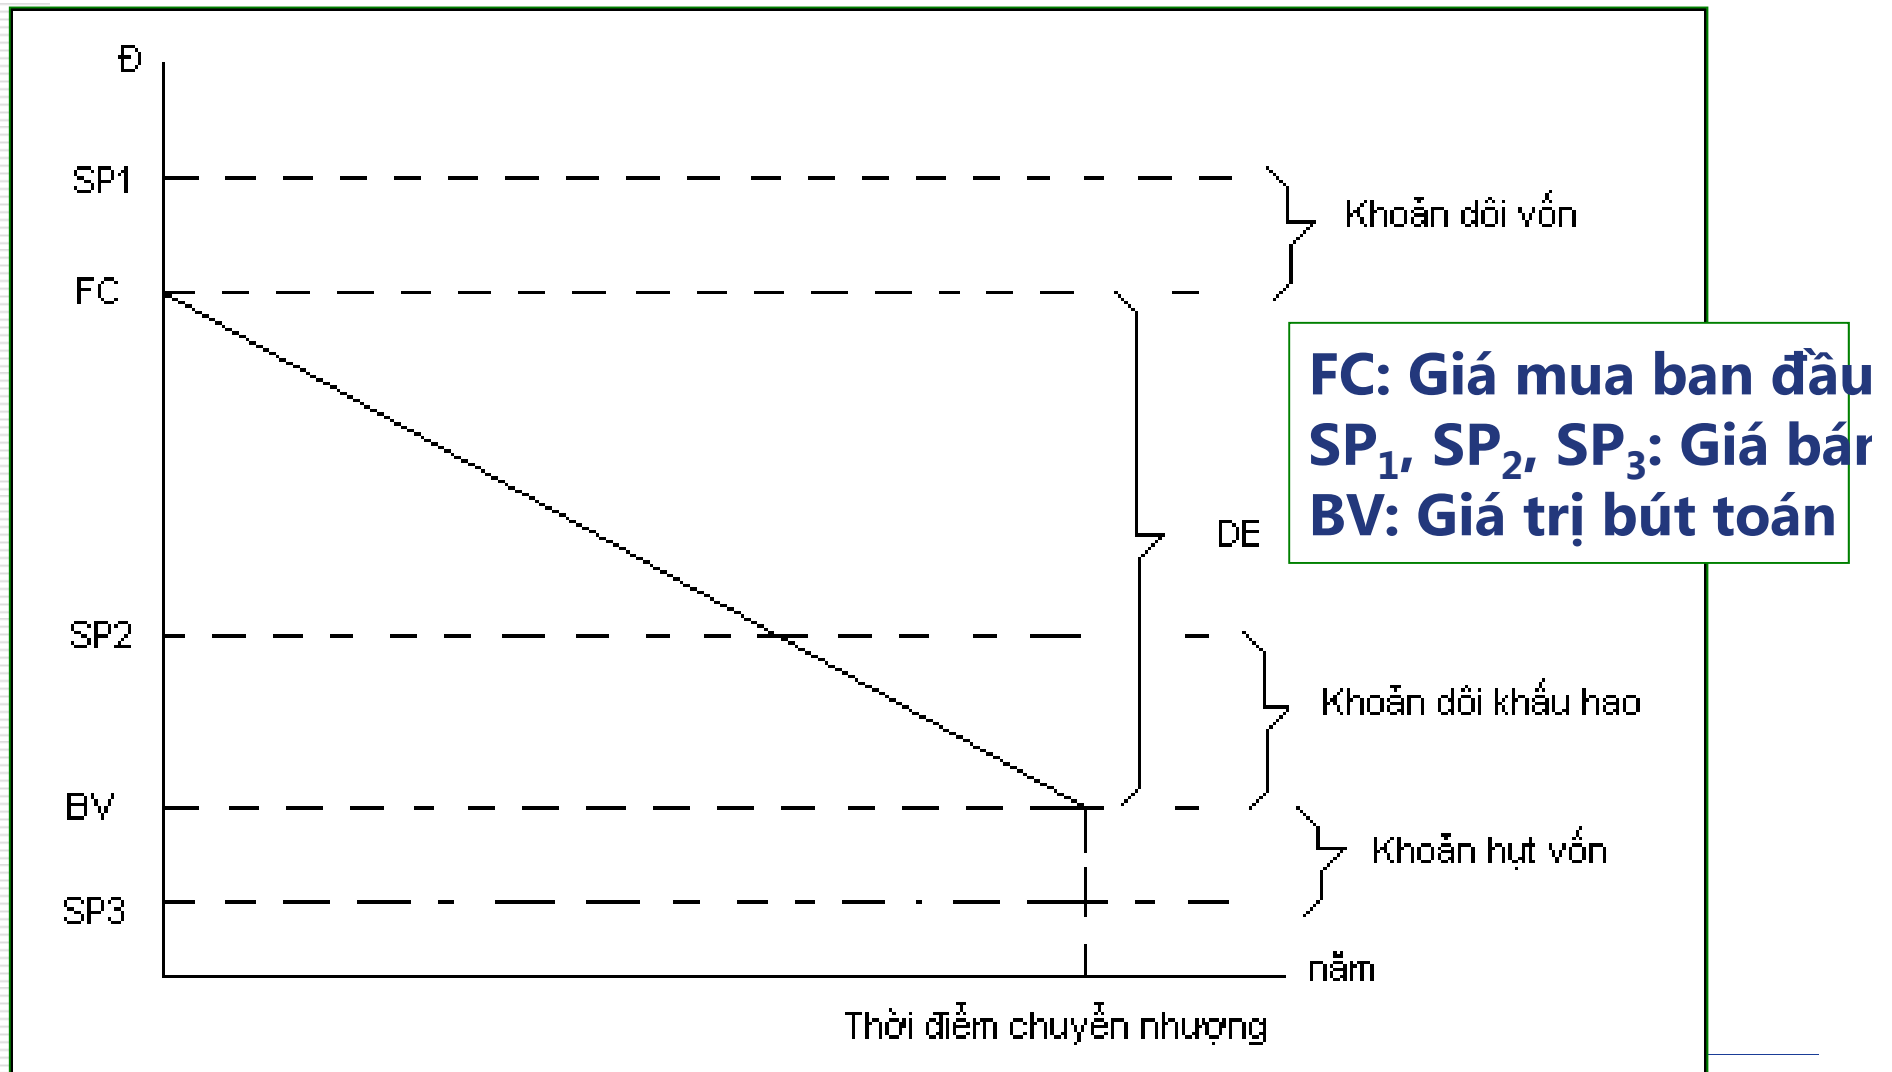 Đ
SP1
Khoản dôi vốn
FC
FC: Giá mua ban đầu
SP1, SP2, SP3: Giá bán
BV: Giá trị bút toán
DE
SP2
Khoản dôi khấu hao
BV
Khoản hụt vốn
SP3
năm
Thời điểm chuyển nhượng